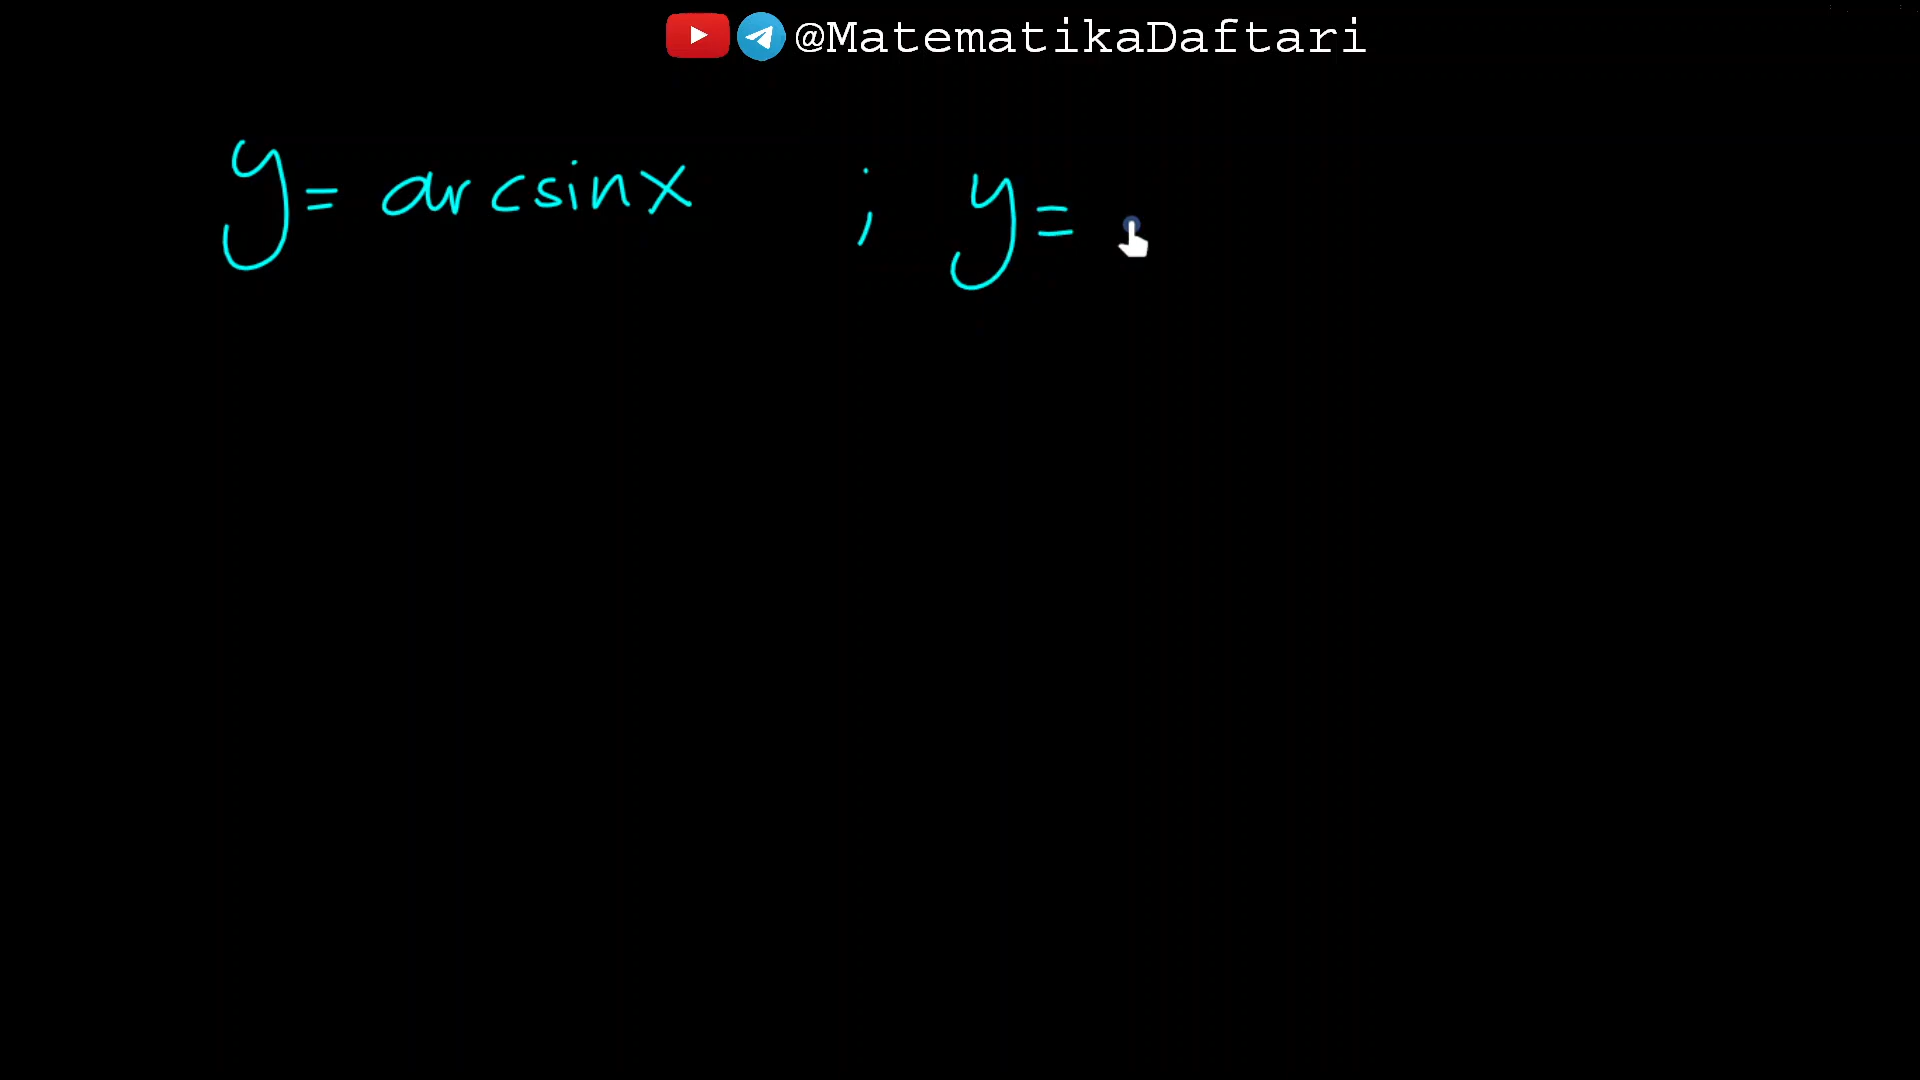 @MatematikaDaftari
y= arcsinx ; y=